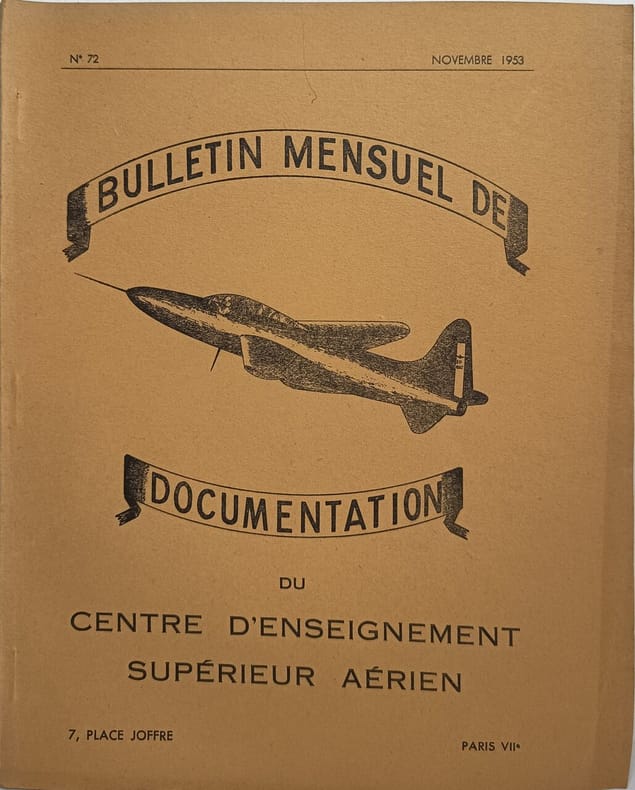 N° 72
NOVEMBRE 1953
BULLETIN MENSUEL DE
DOCUMENTATION
DU
CENTRE D'ENSEIGNEMENT
SUPÉRIEUR AÉRIEN
7, PLACE JOFFRE
PARIS VIIe